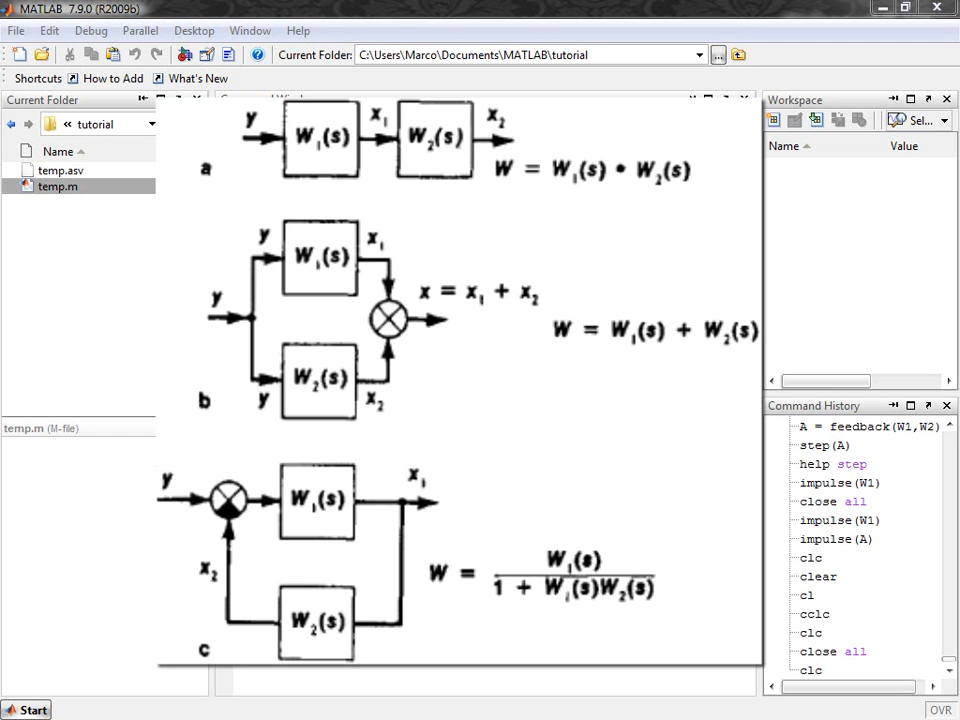 MATLAB 7.9.0 (R2009b)
File Edit Debug Parallel Desktop Window Help
Current Folder: C:\Users\Marco\Documents\MATLAB\tutorial ...
Shortcuts How to Add What's New
Current Folder
« tutorial
Name
temp.asv
temp.m
temp.m (M-file)
y W₁(s) x₁ W₂(s) x₂
a W = W₁(s) • W₂(s)
y W₁(s) x₁
y x = x₁ + x₂
W = W₁(s) + W₂(s)
b y W₂(s) x₂
y W₁(s) x₁
x₂ W = W₁(s)
1 + W₁(s)W₂(s)
W₂(s)
c
Workspace
Sel...
Name Value
Command History
A = feedback(W1,W2)
step(A)
help step
impulse(W1)
close all
impulse(W1)
impulse(A)
clc
clear
cl
cclc
clc
close all
clc
Start OVR